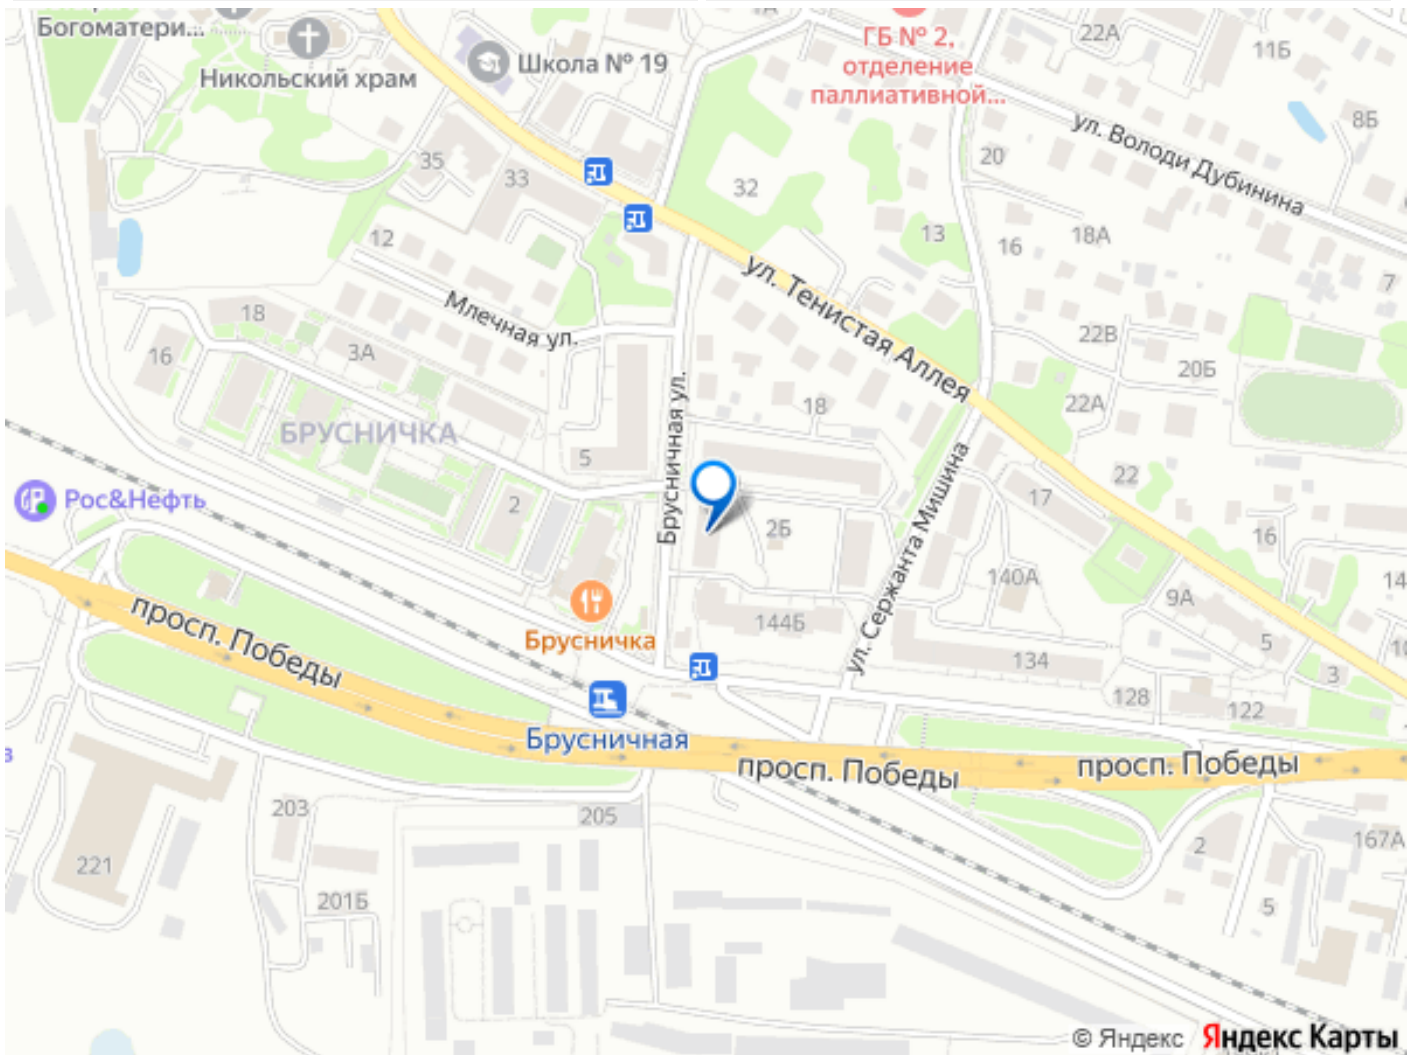 Богоматери...
Никольский храм
Школа № 19
ГБ № 2,
отделение
паллиативной...
1А
22А
11Б
8Б
ул. Володи Дубинина
20
35
33
32
12
13
16
18А
7
ул. Тенистая Аллея
Млечная ул.
18
3А
16
22В
20Б
22А
18
Брусничная ул.
БРУСНИЧКА
5
2
Рос&Нефть
2Б
ул. Сержанта Мишина
17
22
16
140А
14
9А
5
144Б
134
3
10
128
122
Брусничка
просп. Победы
Брусничная
просп. Победы
просп. Победы
203
205
221
201Б
2
167А
5
© Яндекс Яндекс Карты